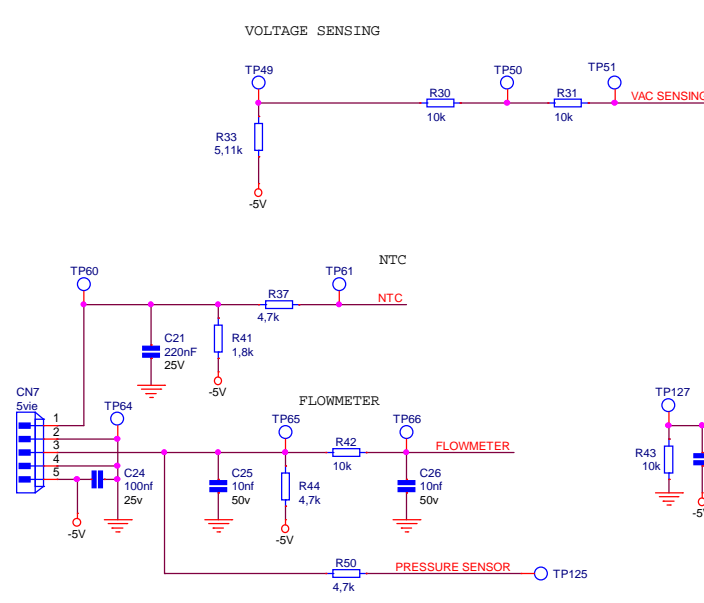 VOLTAGE SENSING
TP49
TP50
TP51
R30
10k
R31
10k
VAC SENSING
R33
5,11k
-5V
NTC
TP60
TP61
R37
4,7k
NTC
C21
220nF
25V
R41
1,8k
-5V
CN7
5vie
1
2
3
4
5
TP64
FLOWMETER
TP65
TP66
R42
10k
FLOWMETER
C24
100nf
25v
C25
10nf
50v
R44
4,7k
C26
10nf
50v
-5V
-5V
TP127
R43
10k
-5V
R50
4,7k
PRESSURE SENSOR
TP125